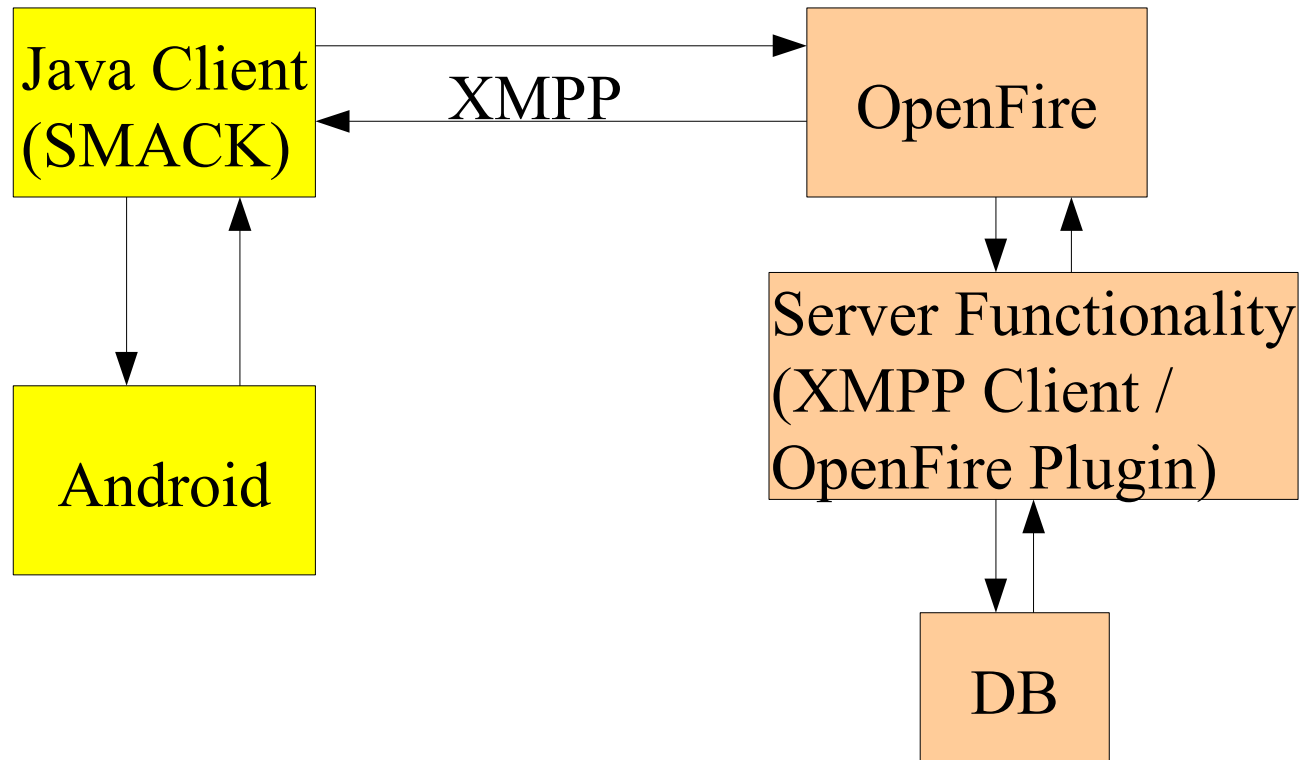 Java Client
(SMACK)
XMPP
OpenFire
Server Functionality
(XMPP Client /
OpenFire Plugin)
Android
DB